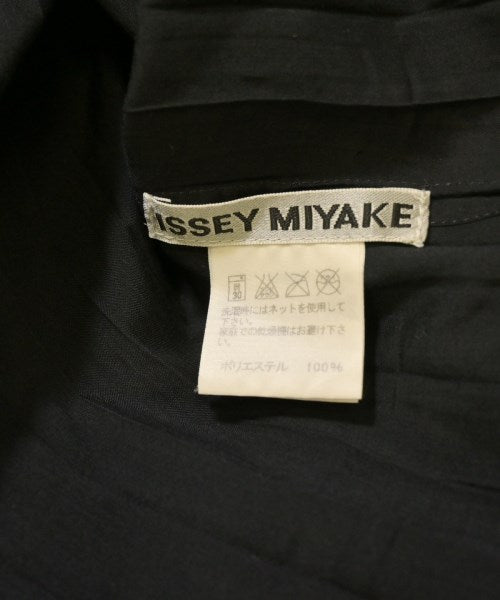 ISSEY MIYAKE
弱
30
洗濯時にはネットを使用して
下さい。
家庭での乾燥機はお避け下さ
い。
ポリエステル 100%